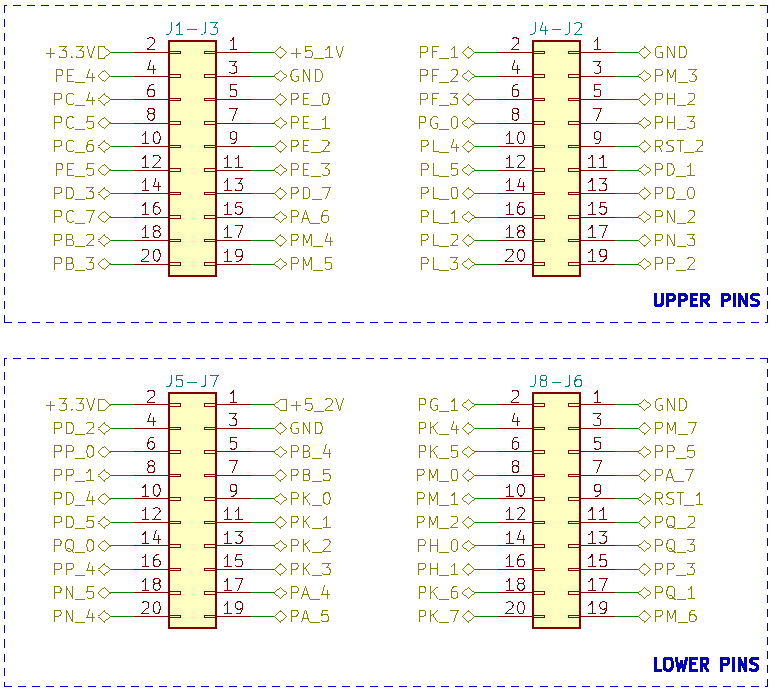 J1-J3 J4-J2
+3.3V 2 1 +5_1V PF_1 2 1 GND
PE_4 4 3 GND PF_2 4 3 PM_3
PC_4 6 5 PE_0 PF_3 6 5 PH_2
PC_5 8 7 PE_1 PG_0 8 7 PH_3
PC_6 10 9 PE_2 PL_4 10 9 RST_2
PE_5 12 11 PE_3 PL_5 12 11 PD_1
PD_3 14 13 PD_7 PL_0 14 13 PD_0
PC_7 16 15 PA_6 PL_1 16 15 PN_2
PB_2 18 17 PM_4 PL_2 18 17 PN_3
PB_3 20 19 PM_5 PL_3 20 19 PP_2
UPPER PINS
J5-J7 J8-J6
+3.3V 2 1 +5_2V PG_1 2 1 GND
PD_2 4 3 GND PK_4 4 3 PM_7
PP_0 6 5 PB_4 PK_5 6 5 PP_5
PP_1 8 7 PB_5 PM_0 8 7 PA_7
PD_4 10 9 PK_0 PM_1 10 9 RST_1
PD_5 12 11 PK_1 PM_2 12 11 PQ_2
PQ_0 14 13 PK_2 PH_0 14 13 PQ_3
PP_4 16 15 PK_3 PH_1 16 15 PP_3
PN_5 18 17 PA_4 PK_6 18 17 PQ_1
PN_4 20 19 PA_5 PK_7 20 19 PM_6
LOWER PINS